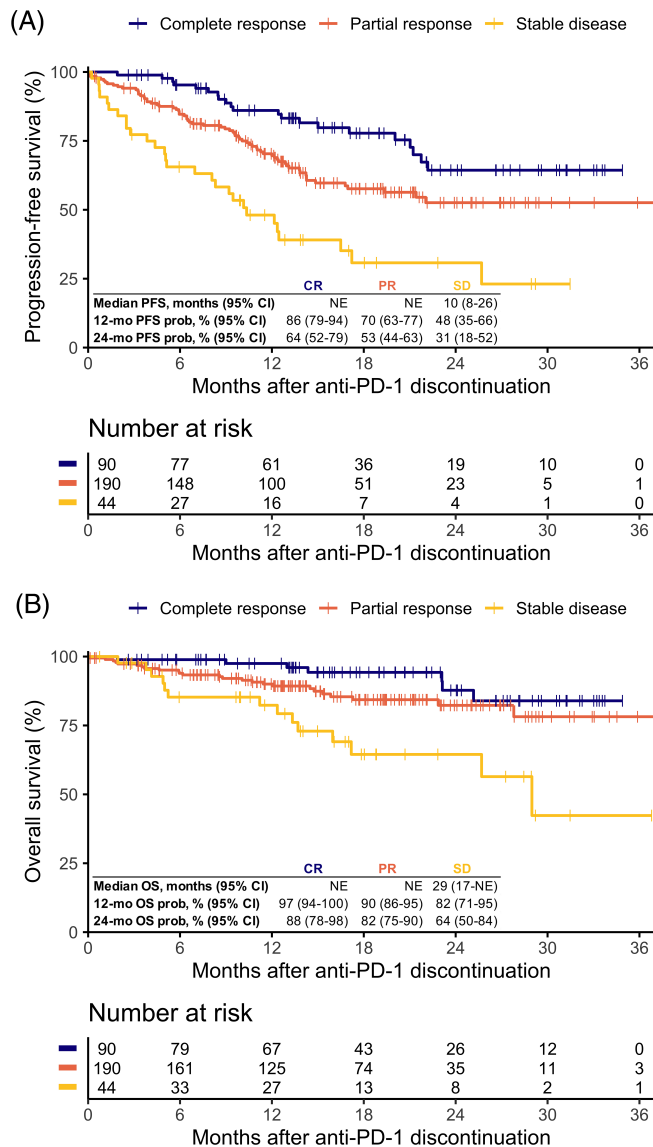 (A)
Complete response Partial response Stable disease
Progression-free survival (%)
100
75
50
25
0
CR PR SD
Median PFS, months (95% CI) NE NE 10 (8-26)
12-mo PFS prob, % (95% CI) 86 (79-94) 70 (63-77) 48 (35-66)
24-mo PFS prob, % (95% CI) 64 (52-79) 53 (44-63) 31 (18-52)
0 6 12 18 24 30 36
Months after anti-PD-1 discontinuation
Number at risk
90 77 61 36 19 10 0
190 148 100 51 23 5 1
44 27 16 7 4 1 0
0 6 12 18 24 30 36
Months after anti-PD-1 discontinuation
(B)
Complete response Partial response Stable disease
Overall survival (%)
100
75
50
25
0
CR PR SD
Median OS, months (95% CI) NE NE 29 (17-NE)
12-mo OS prob, % (95% CI) 97 (94-100) 90 (86-95) 82 (71-95)
24-mo OS prob, % (95% CI) 88 (78-98) 82 (75-90) 64 (50-84)
0 6 12 18 24 30 36
Months after anti-PD-1 discontinuation
Number at risk
90 79 67 43 26 12 0
190 161 125 74 35 11 3
44 33 27 13 8 2 1
0 6 12 18 24 30 36
Months after anti-PD-1 discontinuation